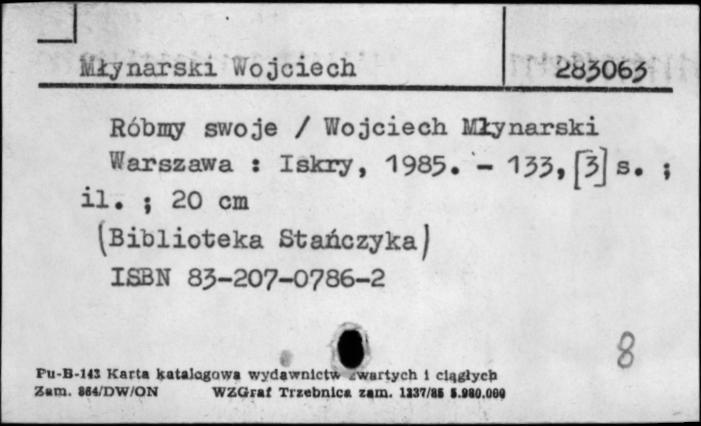 Młynarski Wojciech 283063
Róbmy swoje / Wojciech Młynarski
Warszawa : Iskry, 1985. - 133, [3] s. ;
il. ; 20 cm
(Biblioteka Stańczyka)
ISBN 83-207-0786-2
8
Pu-B-143 Karta katalogowa wydawnictw zwartych i ciągłych
Zam. 864/DW/ON WZGraf Trzebnica zam. 1337/85 5.980.000